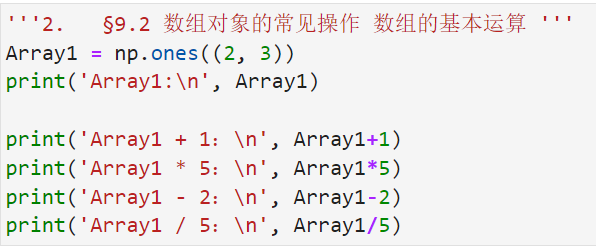 '''2.   §9.2 数组对象的常见操作 数组的基本运算 '''
Array1 = np.ones((2, 3))
print('Array1:\n', Array1)
print('Array1 + 1：\n', Array1+1)
print('Array1 * 5：\n', Array1*5)
print('Array1 - 2：\n', Array1-2)
print('Array1 / 5：\n', Array1/5)